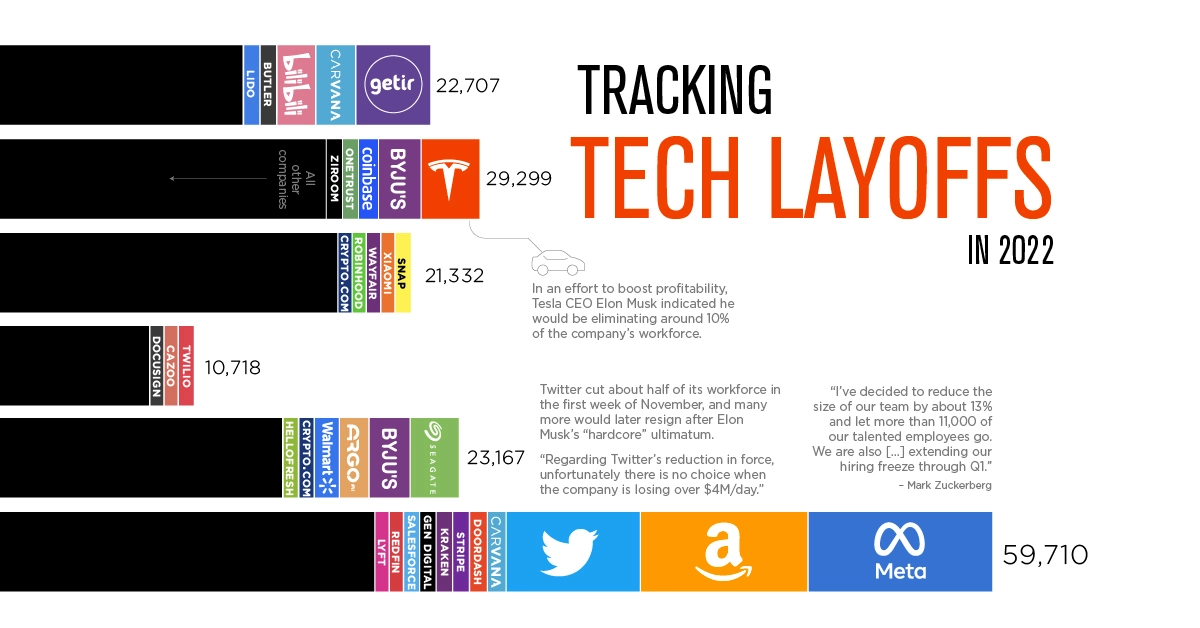 TRACKING
TECH LAYOFFS
IN 2022
LIDO
BUTLER
bilibili
CARVANA
getir
22,707
All
other
companies
ZIROOM
ONETRUST
coinbase
BYJU'S
29,299
CRYPTO.COM
ROBINHOOD
WAYFAIR
XIAOMI
SNAP
21,332
In an effort to boost profitability,
Tesla CEO Elon Musk indicated he
would be eliminating around 10%
of the company's workforce.
DOCUSIGN
CAZOO
TWILIO
10,718
Twitter cut about half of its workforce in
the first week of November, and many
more would later resign after Elon
Musk's "hardcore" ultimatum.
"Regarding Twitter's reduction in force,
unfortunately there is no choice when
the company is losing over $4M/day."
"I've decided to reduce the
size of our team by about 13%
and let more than 11,000 of
our talented employees go.
We are also [...] extending our
hiring freeze through Q1."
– Mark Zuckerberg
HELLOFRESH
CRYPTO.COM
Walmart
ARGO AI
BYJU'S
SEAGATE
23,167
LYFT
REDFIN
SALESFORCE
GEN DIGITAL
KRAKEN
STRIPE
DOORDASH
CARVANA
a
Meta
59,710